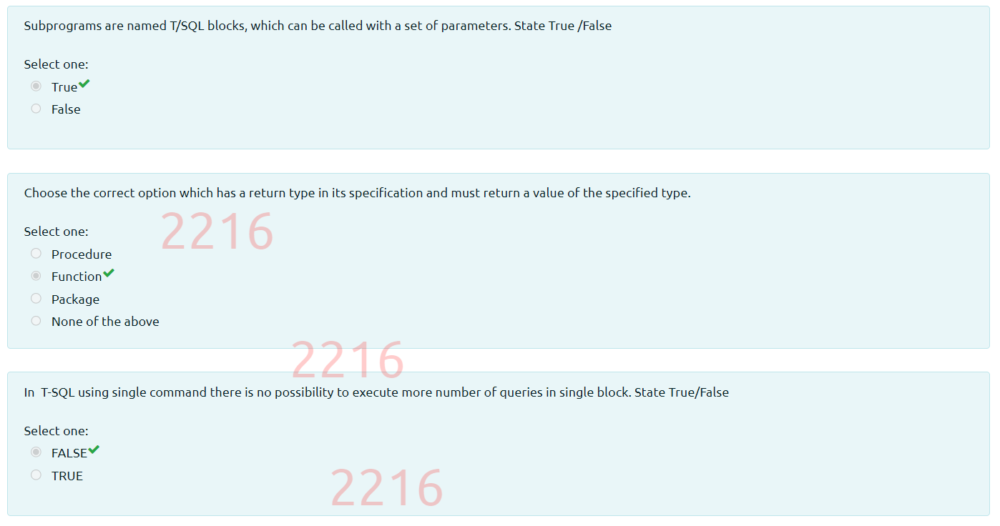 Subprograms are named T/SQL blocks, which can be called with a set of parameters. State True /False
Select one:
True
False
Choose the correct option which has a return type in its specification and must return a value of the specified type.
2216
Select one:
Procedure
Function
Package
None of the above
2216
In  T-SQL using single command there is no possibility to execute more number of queries in single block. State True/False
Select one:
FALSE
TRUE
2216